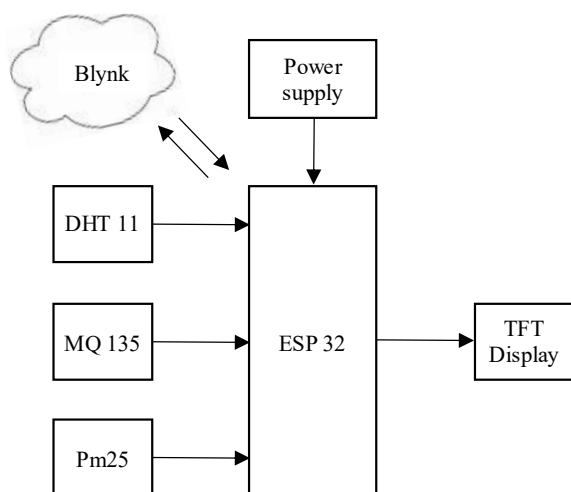 Blynk
Power
supply
DHT 11
MQ 135
ESP 32
TFT
Display
Pm25